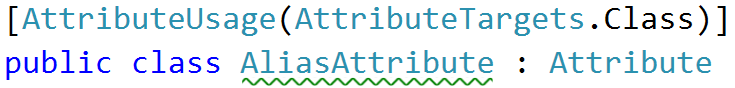 [AttributeUsage(AttributeTargets.Class)]
public class AliasAttribute : Attribute